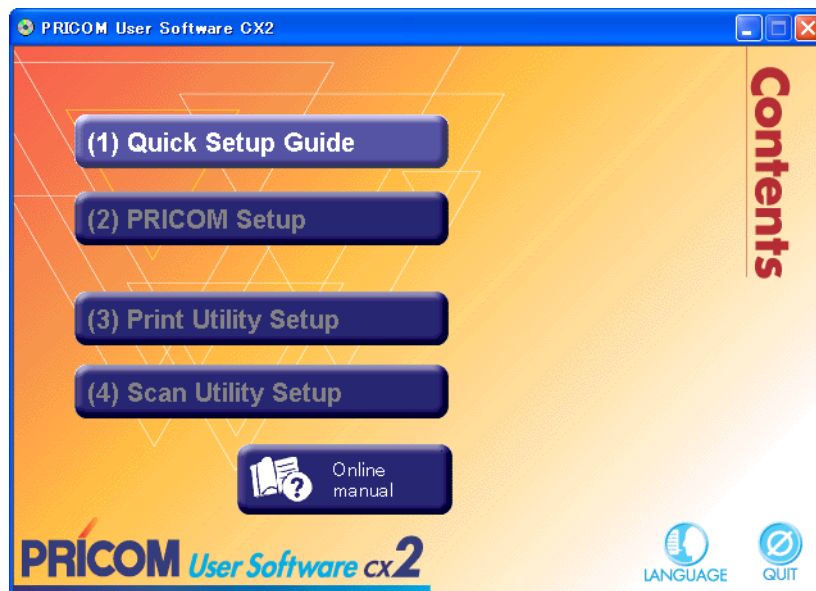 PRICOM User Software CX2
Contents
(1) Quick Setup Guide
(2) PRICOM Setup
(3) Print Utility Setup
(4) Scan Utility Setup
Online
manual
PRICOM User Software cx2
LANGUAGE
QUIT